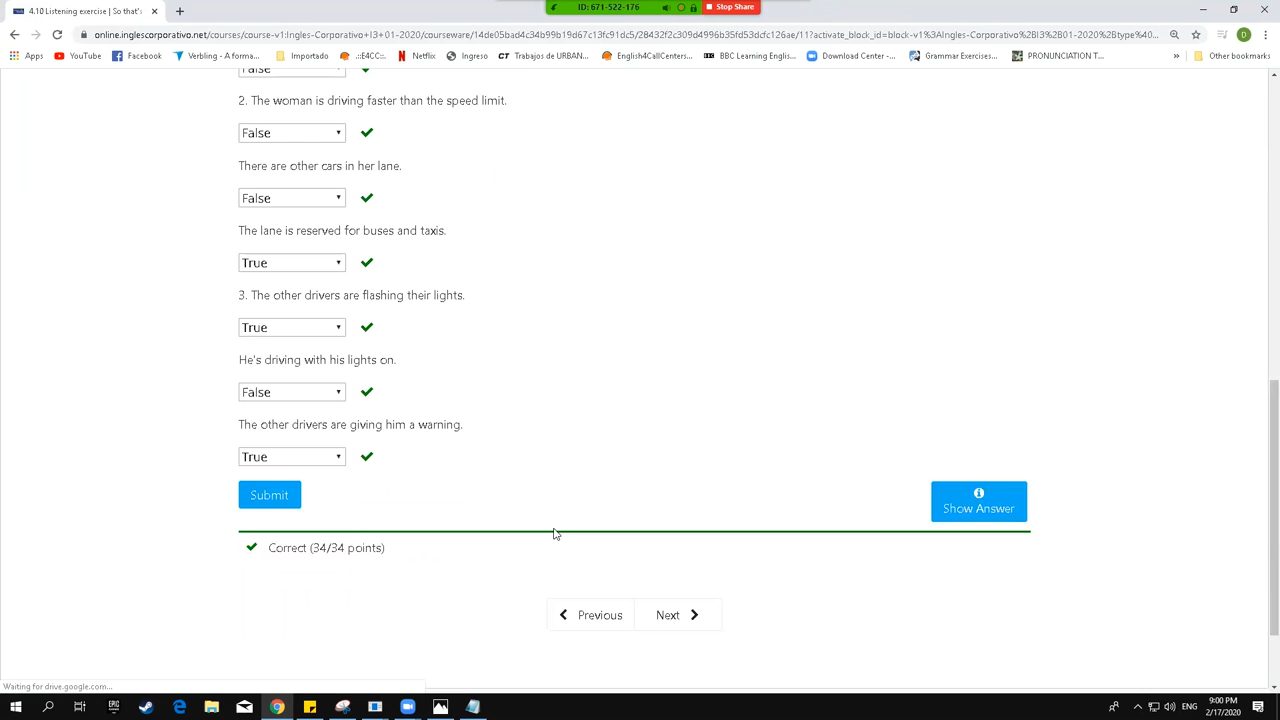 4.10 Listening exercise | So that's
ID: 671-522-176
Stop Share
online.inglescorporativo.net/courses/course-v1:Ingles-Corporativo+I3+01-2020/courseware/14de05bad4c34b99b19d67c13fc91dc5/28432f2c309d4996b35fd53dcfc126ae/11?activate_block_id=block-v1%3AIngles-Corporativo%2BI3%2B01-2020%2Btype%40...
D
Apps YouTube Facebook Verbling - A forma... Importado .::E4CC::. Netflix Ingreso CT Trabajos de URBAN... English4CallCenters... BBC Learning Englis... Download Center -... Grammar Exercises... PRONUNCIATION T... » Other bookmarks
False
2. The woman is driving faster than the speed limit.
False
There are other cars in her lane.
False
The lane is reserved for buses and taxis.
True
3. The other drivers are flashing their lights.
True
He's driving with his lights on.
False
The other drivers are giving him a warning.
True
Submit
Show Answer
Correct (34/34 points)
Previous Next
Waiting for drive.google.com...
EPIC
ENG
9:00 PM
2/17/2020